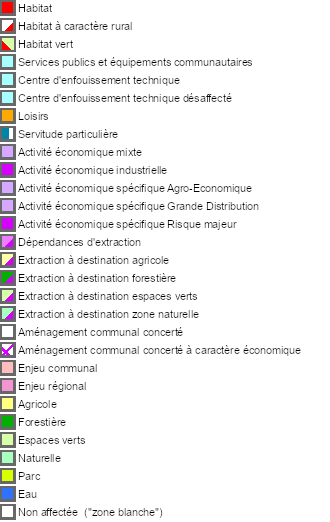 Habitat
Habitat à caractère rural
Habitat vert
Services publics et équipements communautaires
Centre d'enfouissement technique
Centre d'enfouissement technique désaffecté
Loisirs
Servitude particulière
Activité économique mixte
Activité économique industrielle
Activité économique spécifique Agro-Economique
Activité économique spécifique Grande Distribution
Activité économique spécifique Risque majeur
Dépendances d'extraction
Extraction à destination agricole
Extraction à destination forestière
Extraction à destination espaces verts
Extraction à destination zone naturelle
Aménagement communal concerté
Aménagement communal concerté à caractère économique
Enjeu communal
Enjeu régional
Agricole
Forestière
Espaces verts
Naturelle
Parc
Eau
Non affectée ("zone blanche")